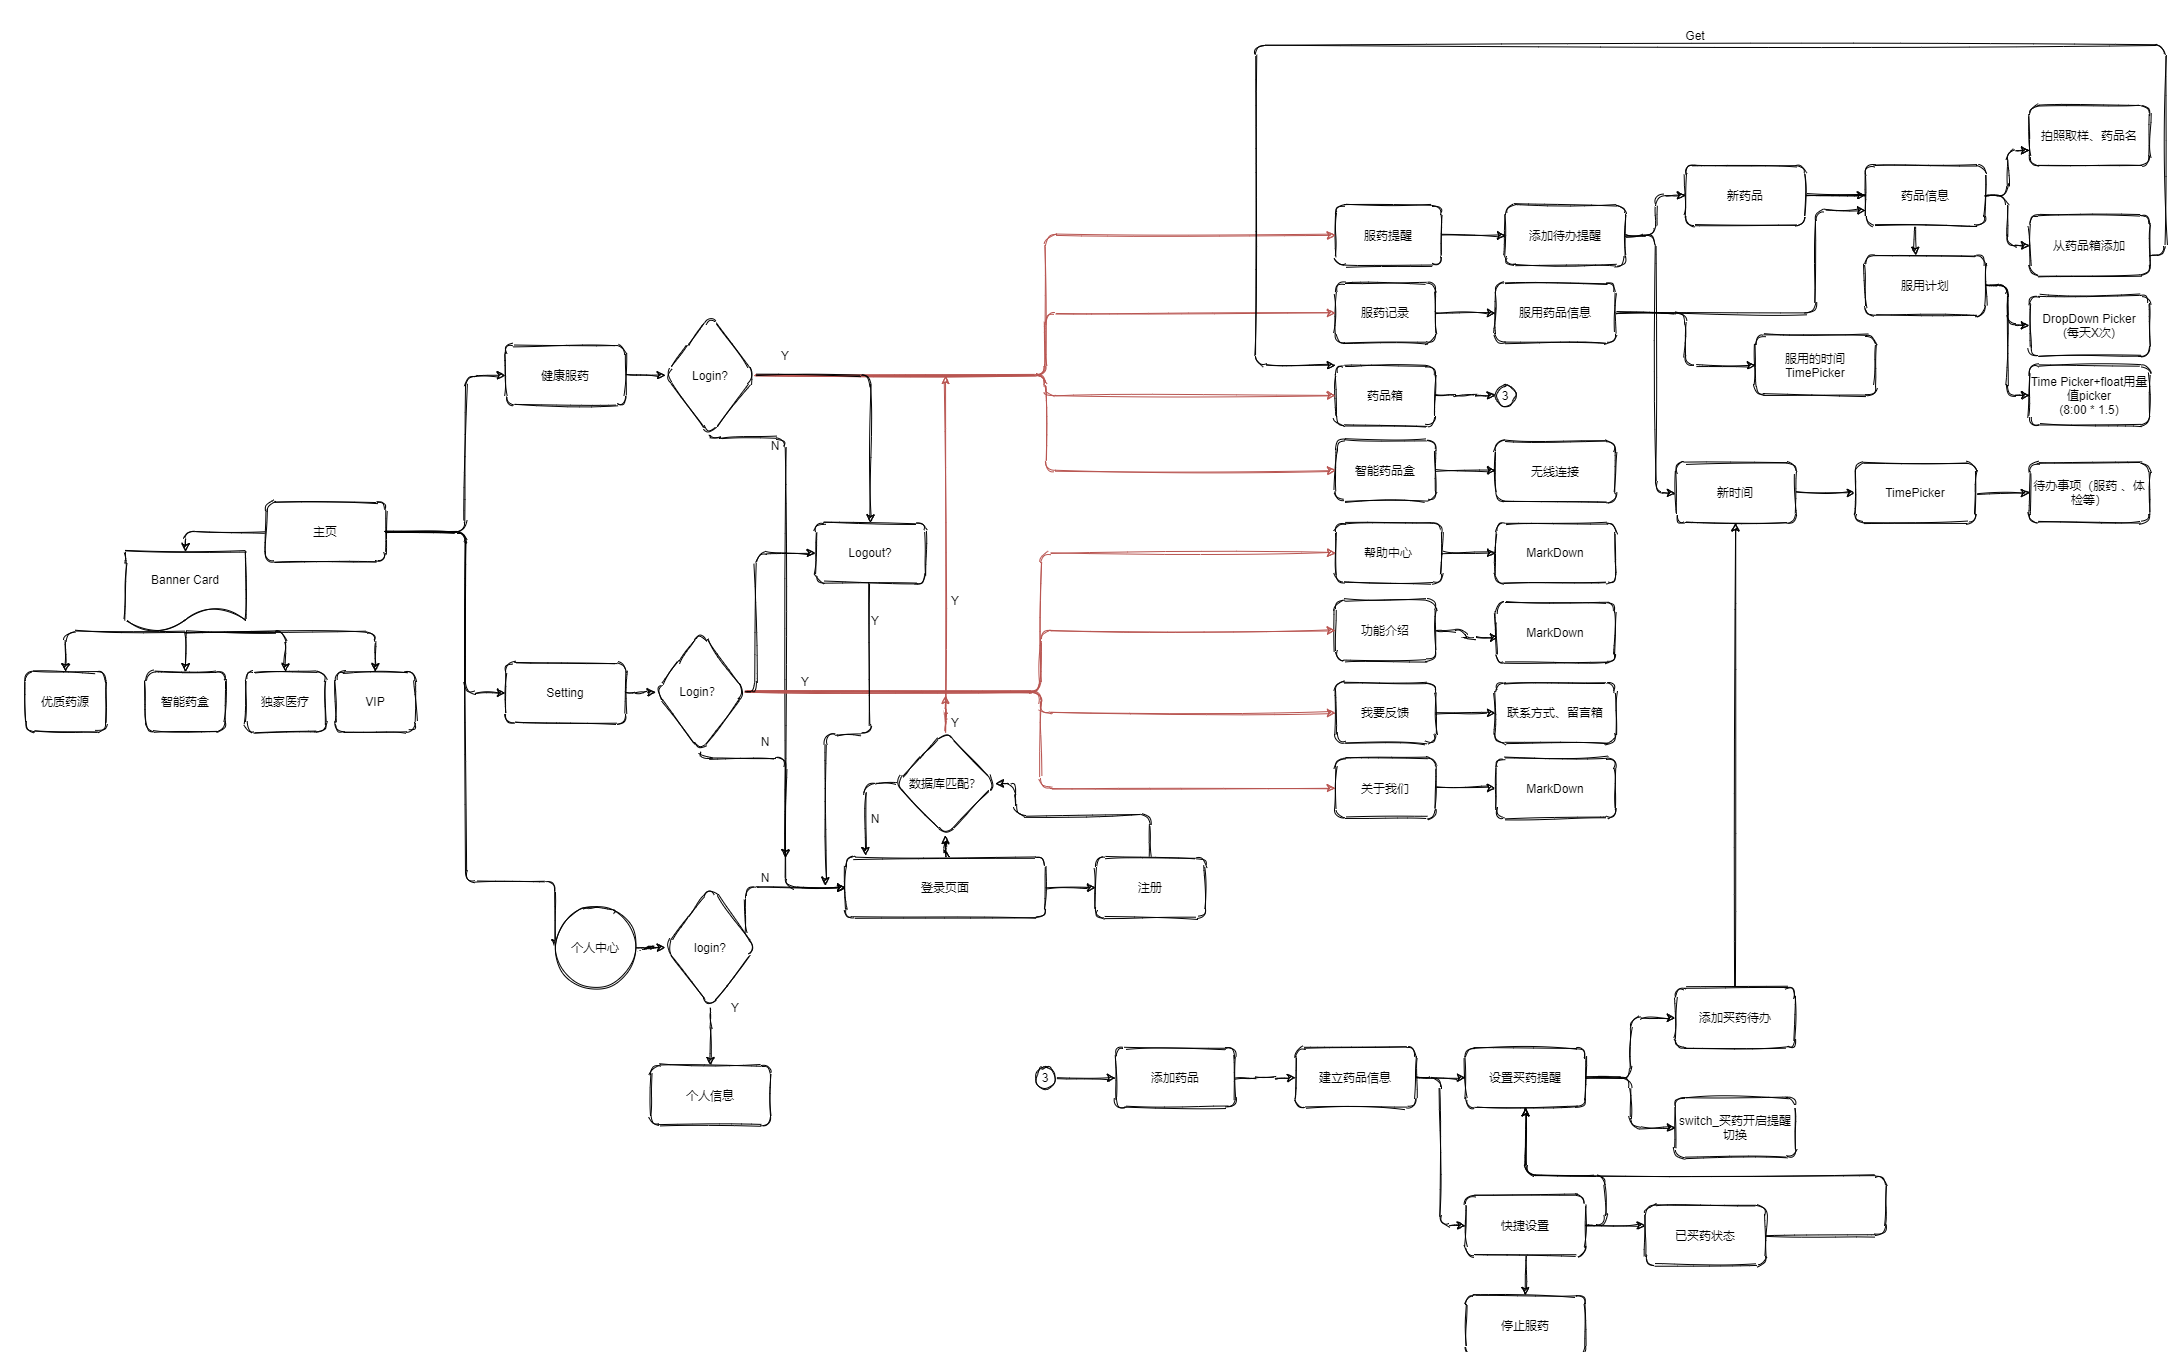 Get
拍照取样、药品名
新药品
药品信息
服药提醒
添加待办提醒
从药品箱添加
服用计划
服药记录
服用药品信息
DropDown Picker
(每天X次)
服用的时间
TimePicker
Time Picker+float用量
值picker
(8:00 * 1.5)
健康服药
Login?
Y
N
药品箱
3
智能药品盒
无线连接
新时间
TimePicker
待办事项（服药 、体
检等）
主页
Banner Card
优质药源
智能药盒
独家医疗
VIP
Logout?
Y
Y
帮助中心
MarkDown
功能介绍
MarkDown
Setting
Login?
Y
N
我要反馈
联系方式、留言箱
关于我们
MarkDown
Y
数据库匹配？
N
登录页面
注册
个人中心
login?
N
Y
个人信息
3
添加药品
建立药品信息
设置买药提醒
添加买药待办
switch_买药开启提醒
切换
快捷设置
已买药状态
停止服药